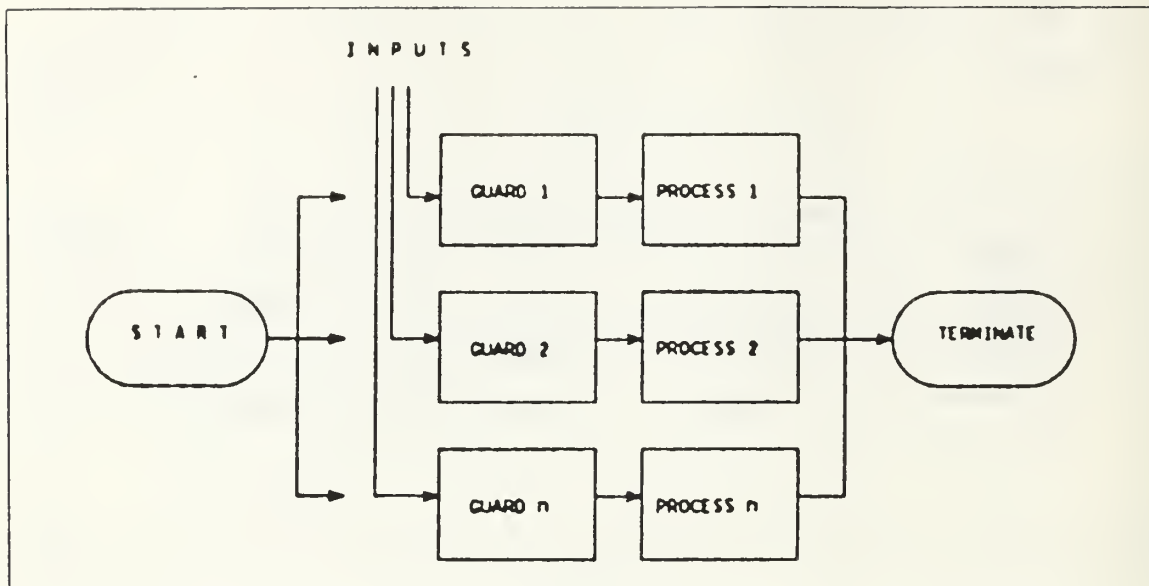 INPUTS
GUARD 1
PROCESS 1
START
GUARD 2
PROCESS 2
TERMINATE
GUARD n
PROCESS n